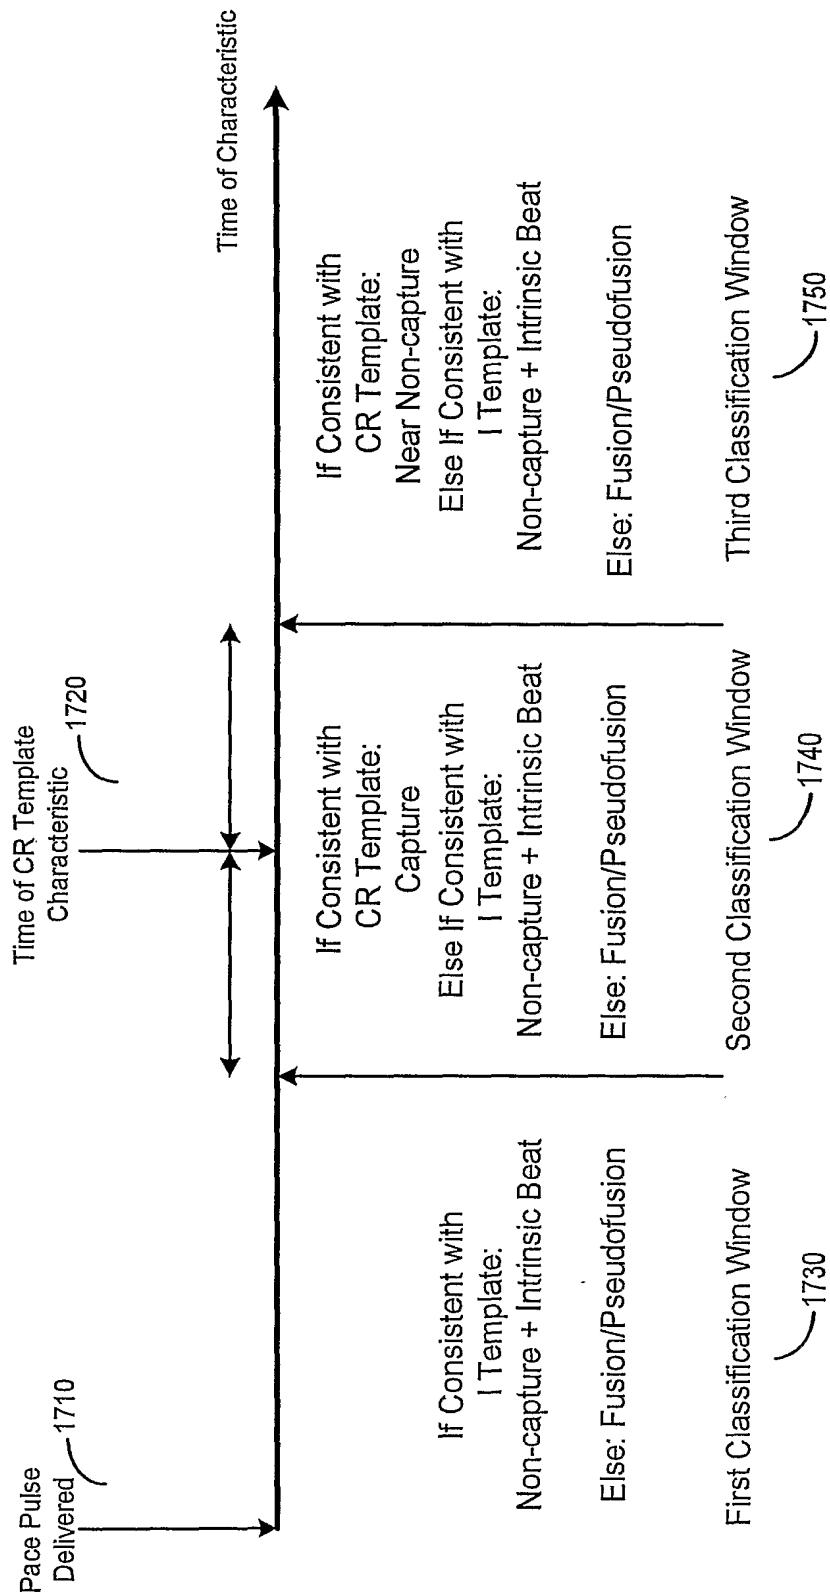 Pace Pulse
Delivered
1710
Time of CR Template
Characteristic
1720
Time of Characteristic
If Consistent with
I Template:
Non-capture + Intrinsic Beat
Else: Fusion/Pseudofusion
First Classification Window
1730
If Consistent with
CR Template:
Capture
Else If Consistent with
I Template:
Non-capture + Intrinsic Beat
Else: Fusion/Pseudofusion
Second Classification Window
1740
If Consistent with
CR Template:
Near Non-capture
Else If Consistent with
I Template:
Non-capture + Intrinsic Beat
Else: Fusion/Pseudofusion
Third Classification Window
1750